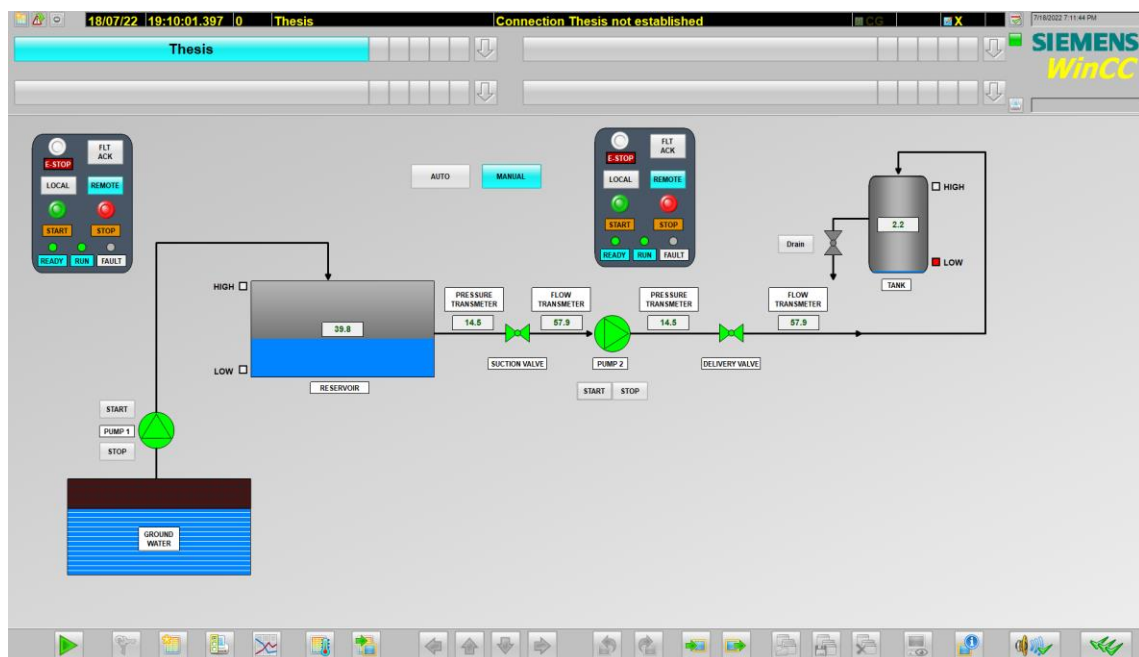 18/07/22 19:10:01.397 0 Thesis Connection Thesis not established CG X 7/18/2022 7:11:44 PM
SIEMENS
WinCC
Thesis
E-STOP
FLT
ACK
LOCAL REMOTE
START STOP
READY RUN FAULT
AUTO MANUAL
E-STOP
FLT
ACK
LOCAL REMOTE
START STOP
READY RUN FAULT
HIGH
2.2
LOW
TANK
Drain
HIGH
39.8
LOW
RESERVOIR
PRESSURE
TRANSMETER
14.5
FLOW
TRANSMETER
57.9
PRESSURE
TRANSMETER
14.5
FLOW
TRANSMETER
57.9
SUCTION VALVE
PUMP 2
DELIVERY VALVE
START STOP
START
PUMP 1
STOP
GROUND
WATER